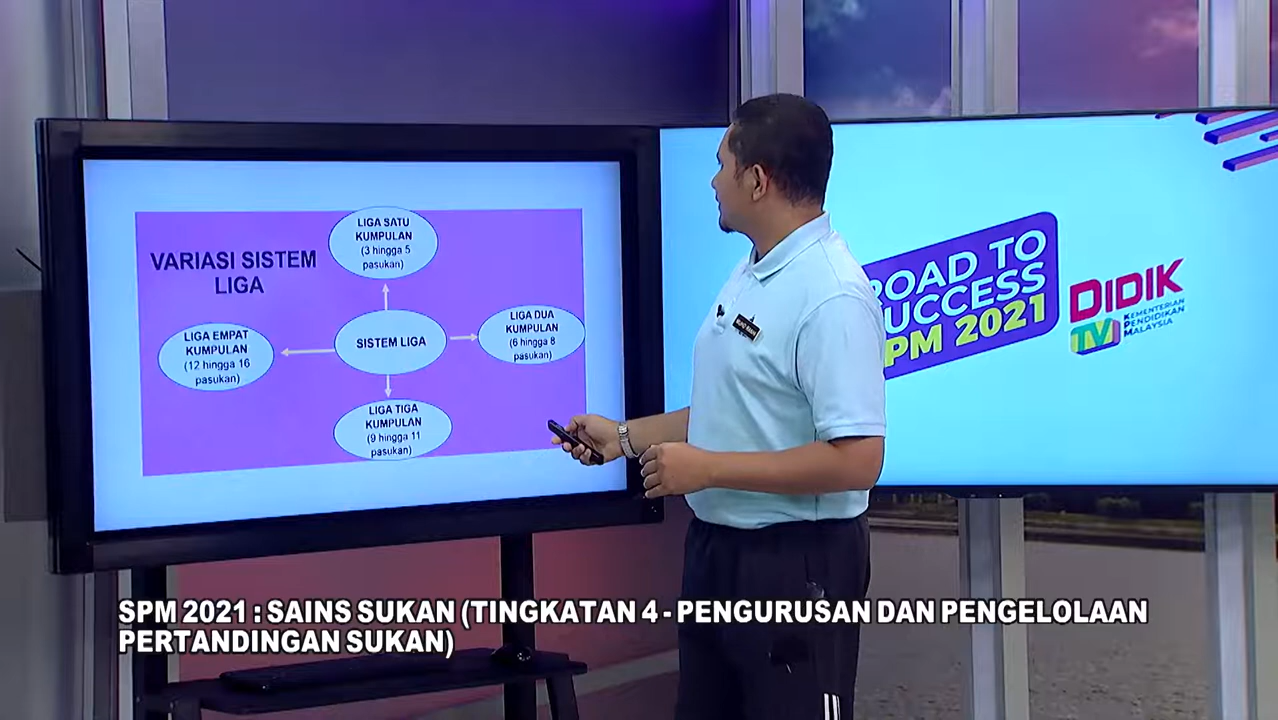 VARIASI SISTEM
LIGA
LIGA SATU
KUMPULAN
(3 hingga 5
pasukan)
LIGA EMPAT
KUMPULAN
(12 hingga 16
pasukan)
SISTEM LIGA
LIGA DUA
KUMPULAN
(6 hingga 8
pasukan)
LIGA TIGA
KUMPULAN
(9 hingga 11
pasukan)
ROAD TO
SUCCESS
SPM 2021
DIDIK
TV
KEMENTERIAN
PENDIDIKAN
MALAYSIA
SPM 2021 : SAINS SUKAN (TINGKATAN 4 - PENGURUSAN DAN PENGELOLAAN
PERTANDINGAN SUKAN)